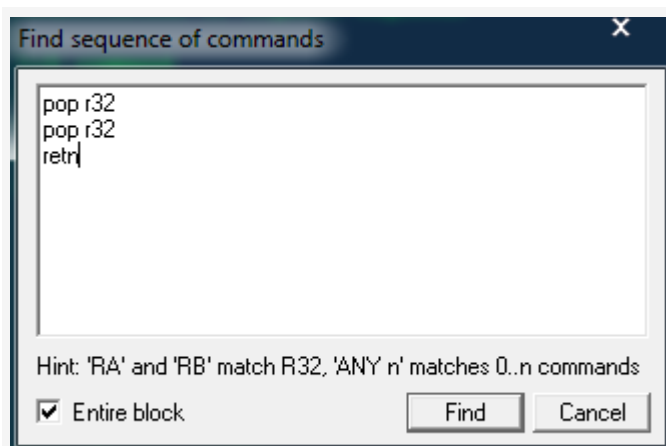 Find sequence of commands
x
pop r32
pop r32
retn
Hint: 'RA' and 'RB' match R32, 'ANY n' matches 0..n commands
Entire block
Find
Cancel